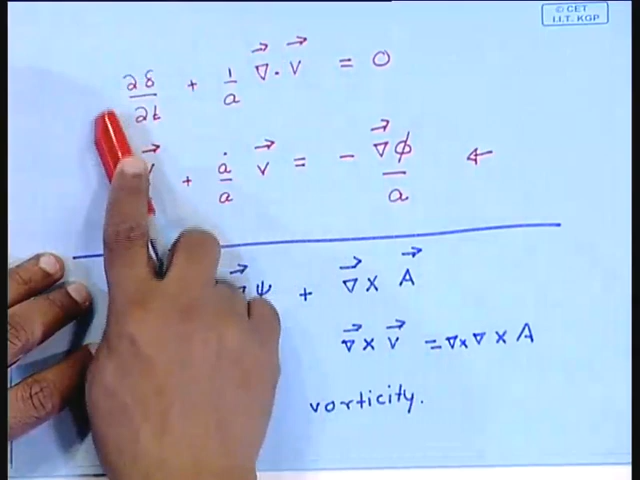 © CET
I.I.T. KGP
∂δ/∂t + 1/a ∇⃗ · V⃗ = 0
v⃗ + ȧ/a v⃗ = − ∇⃗ϕ/a ←
ψ + ∇⃗ × A⃗
∇⃗ × v⃗ = ∇ × ∇ × A
vorticity.